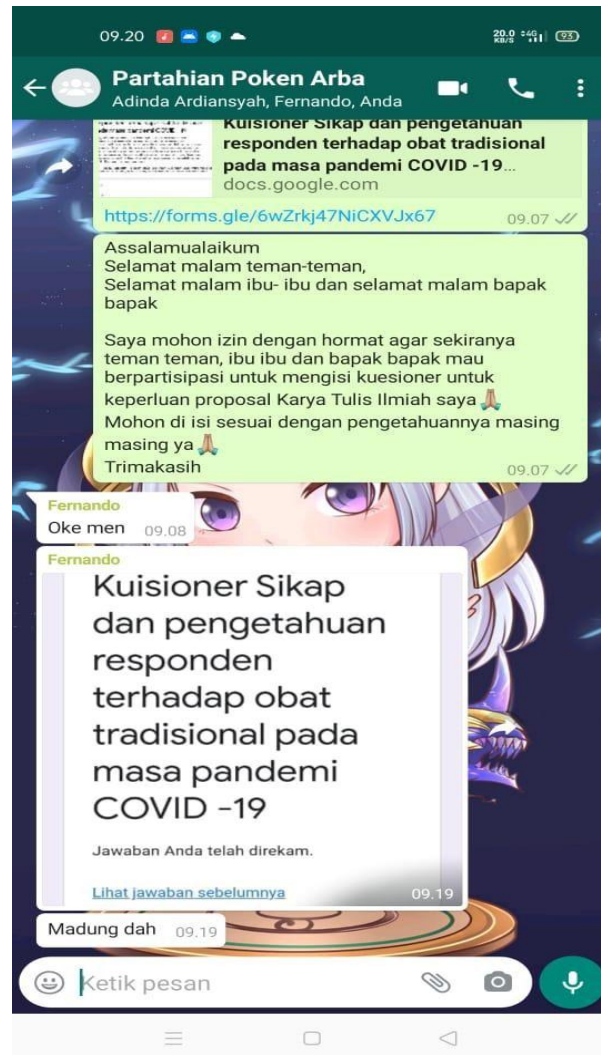 09.20
20.0 KB/S 4G 93
Partahian Poken Arba
Adinda Ardiansyah, Fernando, Anda
Kuisioner Sikap dan pengetahuan
responden terhadap obat tradisional
pada masa pandemi COVID -19...
docs.google.com
https://forms.gle/6wZrkj47NiCXVJx67 09.07
Assalamualaikum
Selamat malam teman-teman,
Selamat malam ibu- ibu dan selamat malam bapak
bapak
Saya mohon izin dengan hormat agar sekiranya
teman teman, ibu ibu dan bapak bapak mau
berpartisipasi untuk mengisi kuesioner untuk
keperluan proposal Karya Tulis Ilmiah saya 🙏🏼
Mohon di isi sesuai dengan pengetahuannya masing
masing ya 🙏🏼
Trimakasih 09.07
Fernando
Oke men 09.08
Fernando
Kuisioner Sikap
dan pengetahuan
responden
terhadap obat
tradisional pada
masa pandemi
COVID -19
Jawaban Anda telah direkam.
Lihat jawaban sebelumnya 09.19
Madung dah 09.19
Ketik pesan